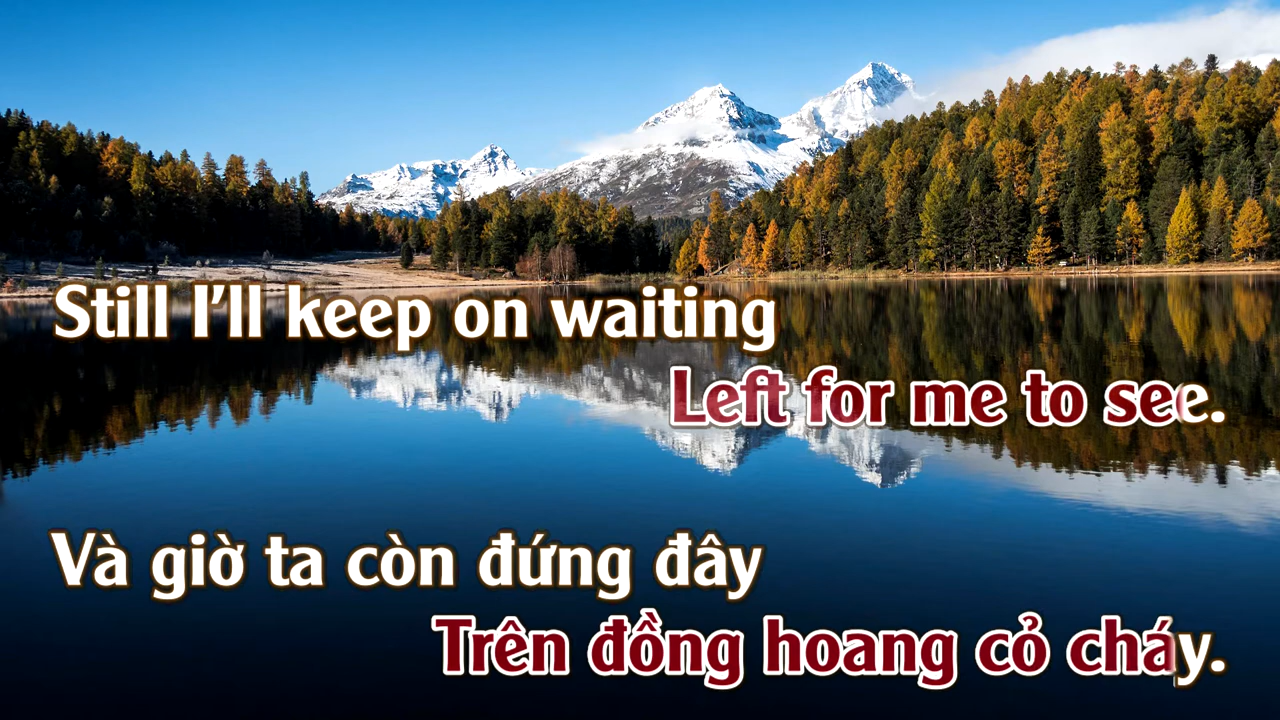 Still I'll keep on waiting
Left for me to see.
Và giờ ta còn đứng đây
Trên đồng hoang cỏ cháy.